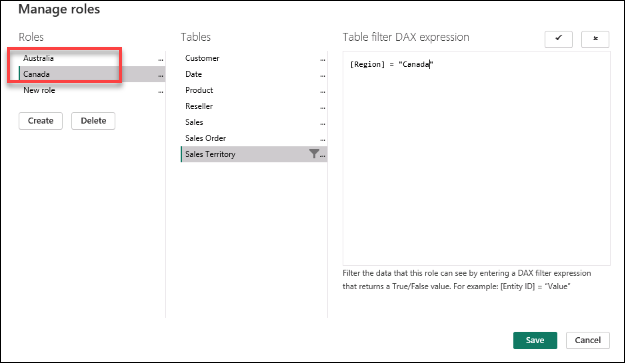 Manage roles
Roles
Australia ...
Canada ...
New role ...
Create Delete
Tables
Customer ...
Date ...
Product ...
Reseller ...
Sales ...
Sales Order ...
Sales Territory ...
Table filter DAX expression
[Region] = "Canada"
Filter the data that this role can see by entering a DAX filter expression
that returns a True/False value. For example: [Entity ID] = "Value"
Save Cancel